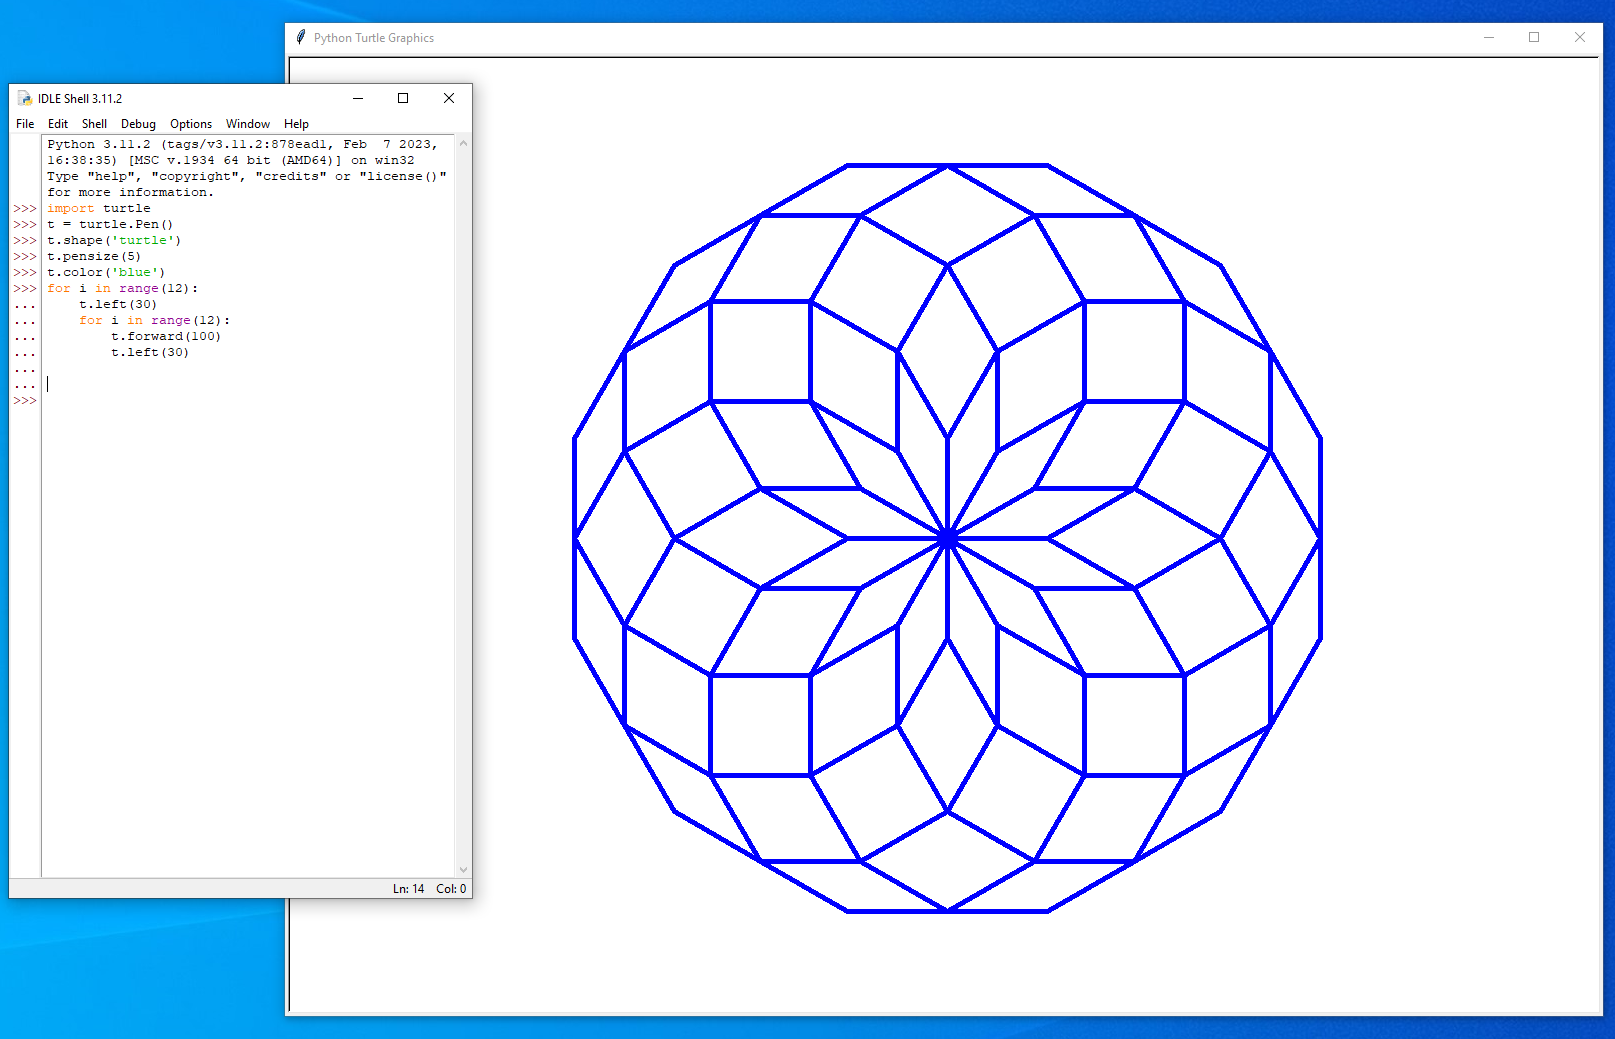 Python Turtle Graphics
IDLE Shell 3.11.2
File Edit Shell Debug Options Window Help
Python 3.11.2 (tags/v3.11.2:878ead1, Feb  7 2023,
16:38:35) [MSC v.1934 64 bit (AMD64)] on win32
Type "help", "copyright", "credits" or "license()"
for more information.
>>> import turtle
>>> t = turtle.Pen()
>>> t.shape('turtle')
>>> t.pensize(5)
>>> t.color('blue')
>>> for i in range(12):
...     t.left(30)
...     for i in range(12):
...         t.forward(100)
...         t.left(30)
...
...
>>>
Ln: 14 Col: 0